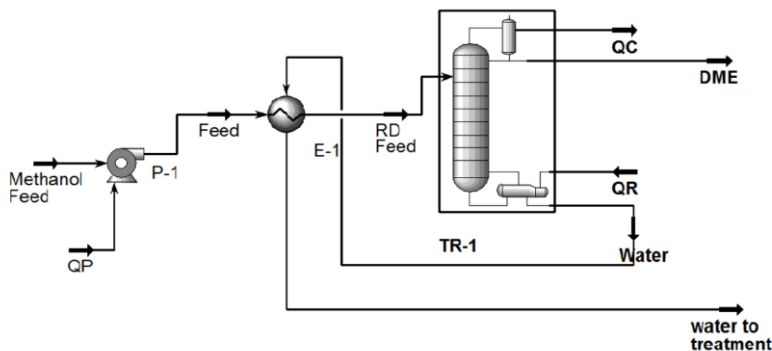 QC
DME
Feed
RD
Feed
E-1
P-1
Methanol
Feed
QR
QP
TR-1
Water
water to
treatment